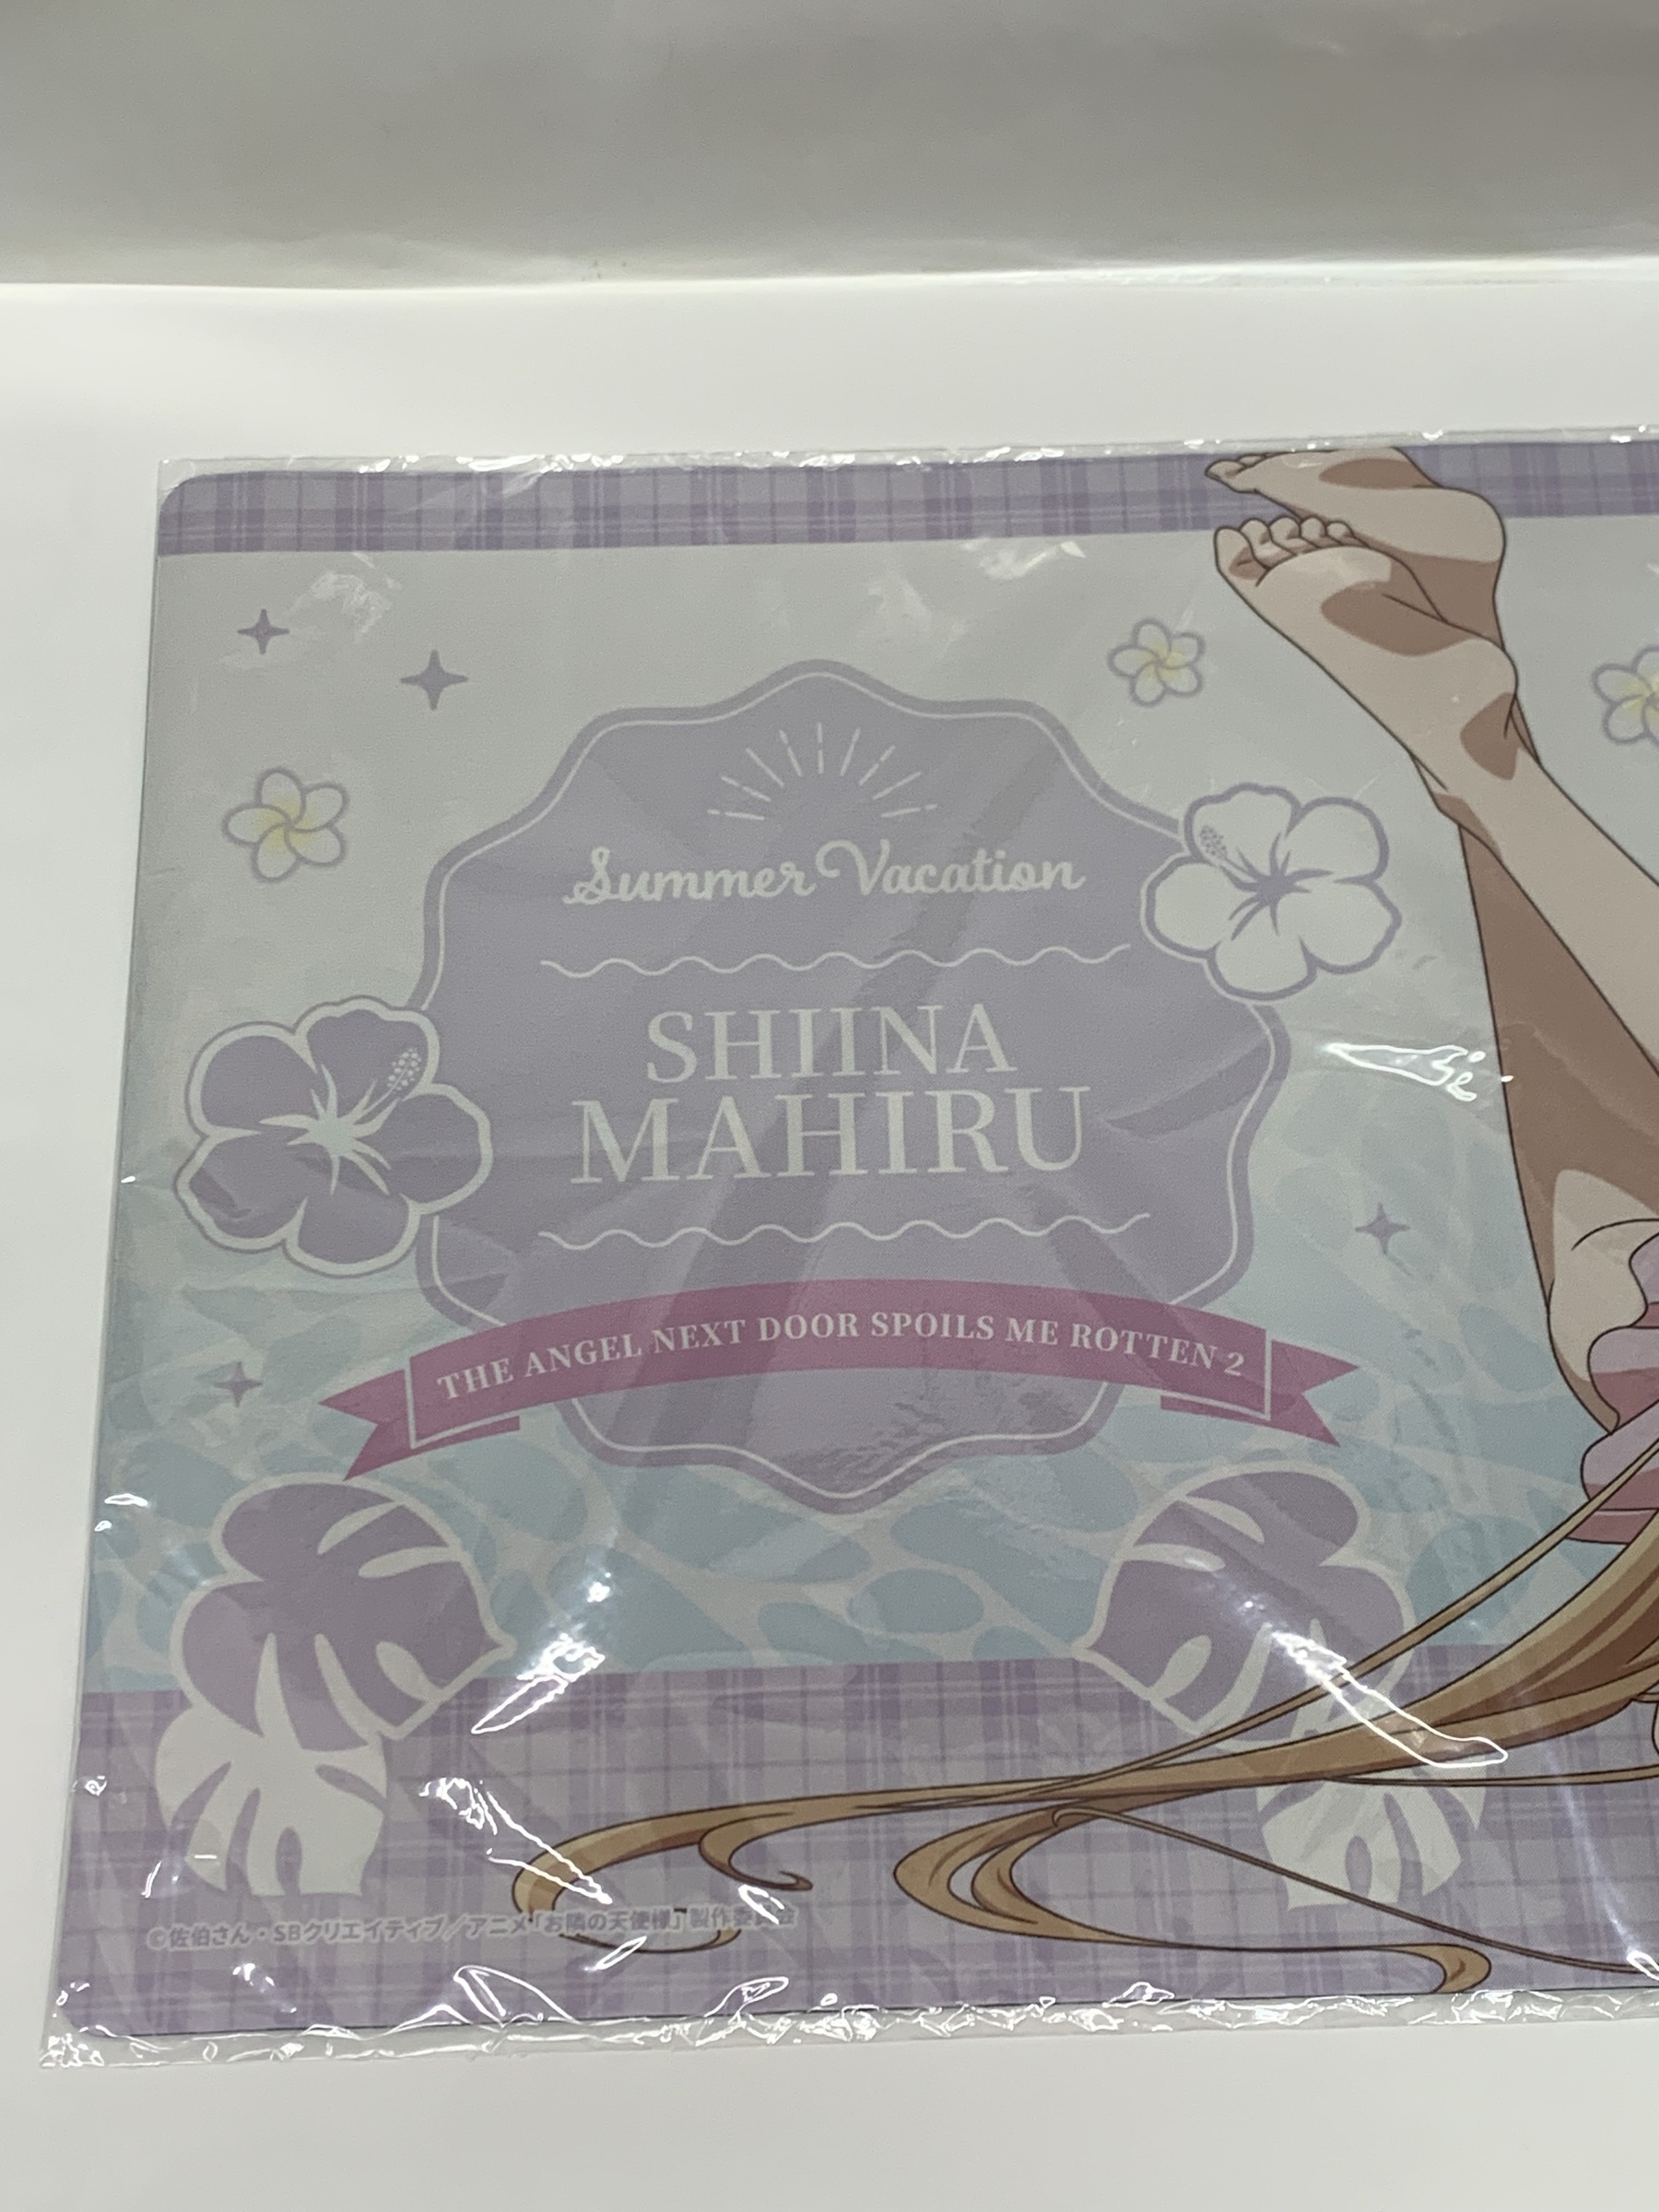 Summer Vacation
SHIINA
MAHIRU
THE ANGEL NEXT DOOR SPOILS ME ROTTEN 2
©佐伯さん・SBクリエイティブ／アニメ「お隣の天使様」製作委員会